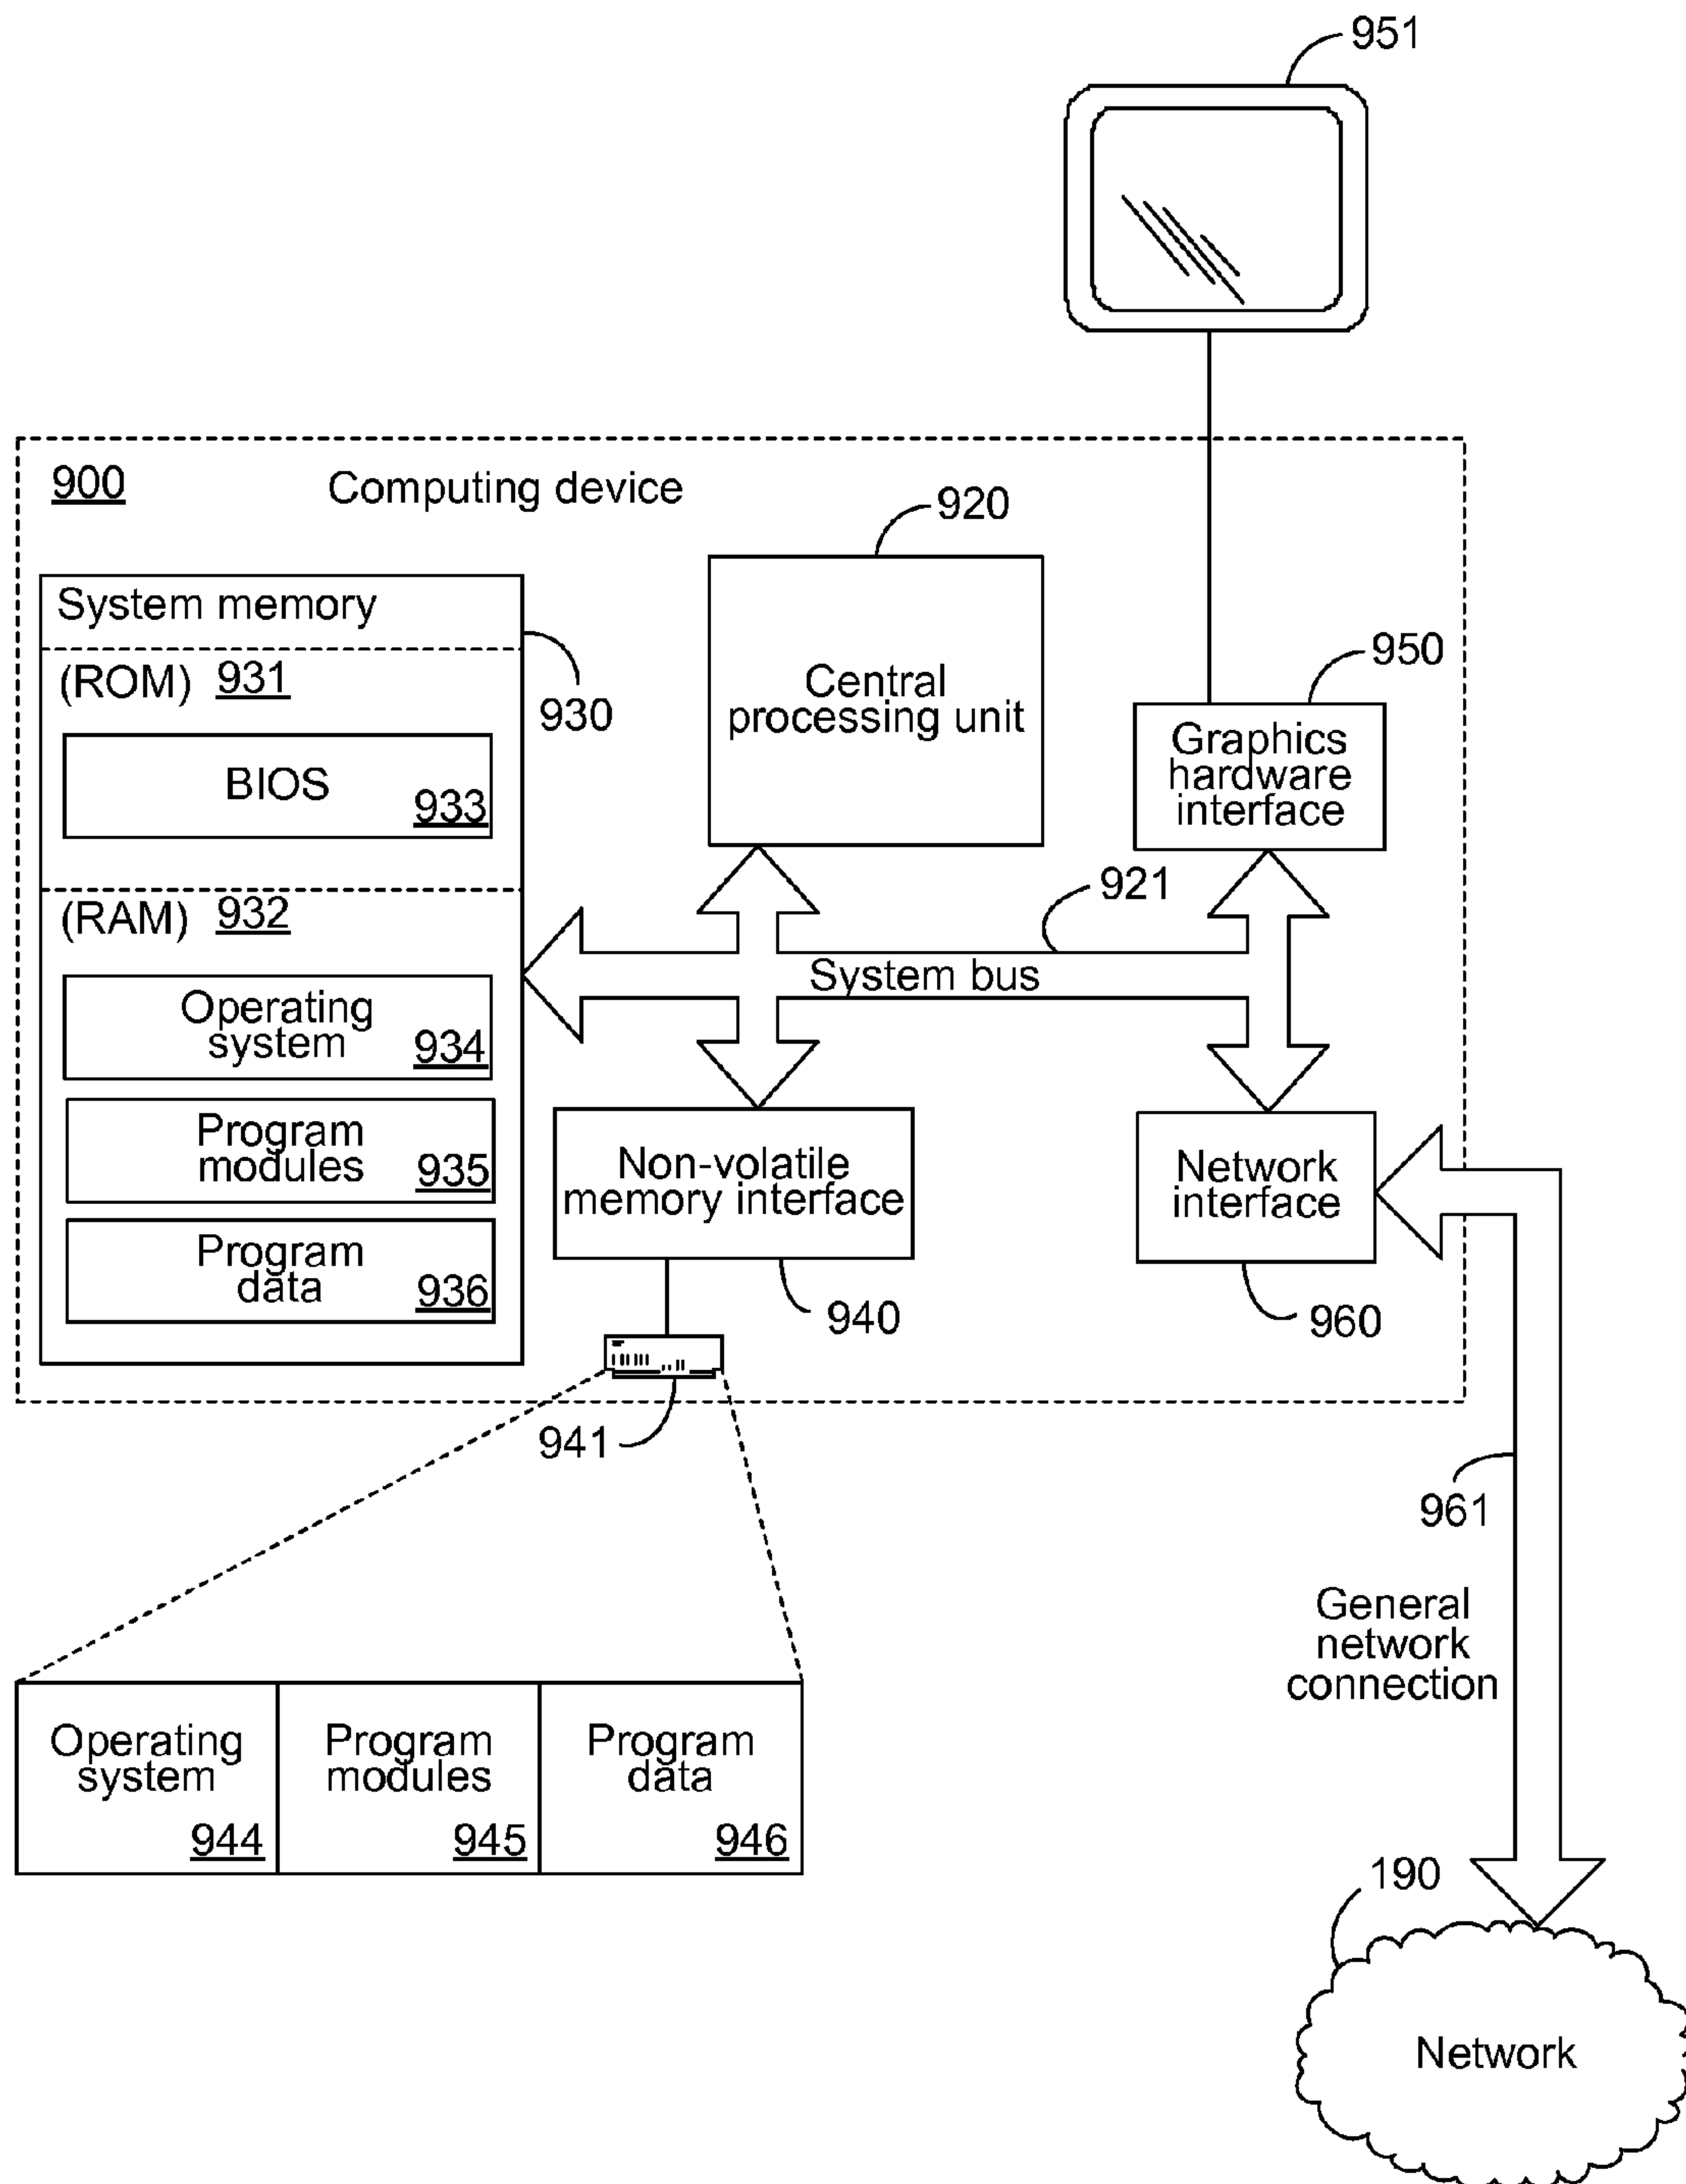 951
900 Computing device
920
System memory
(ROM) 931
930
BIOS
933
Central
processing unit
950
Graphics
hardware
interface
921
(RAM) 932
System bus
Operating
system
934
Program
modules
935
Program
data
936
Non-volatile
memory interface
940
Network
interface
960
941
961
General
network
connection
Operating
system
944
Program
modules
945
Program
data
946
190
Network